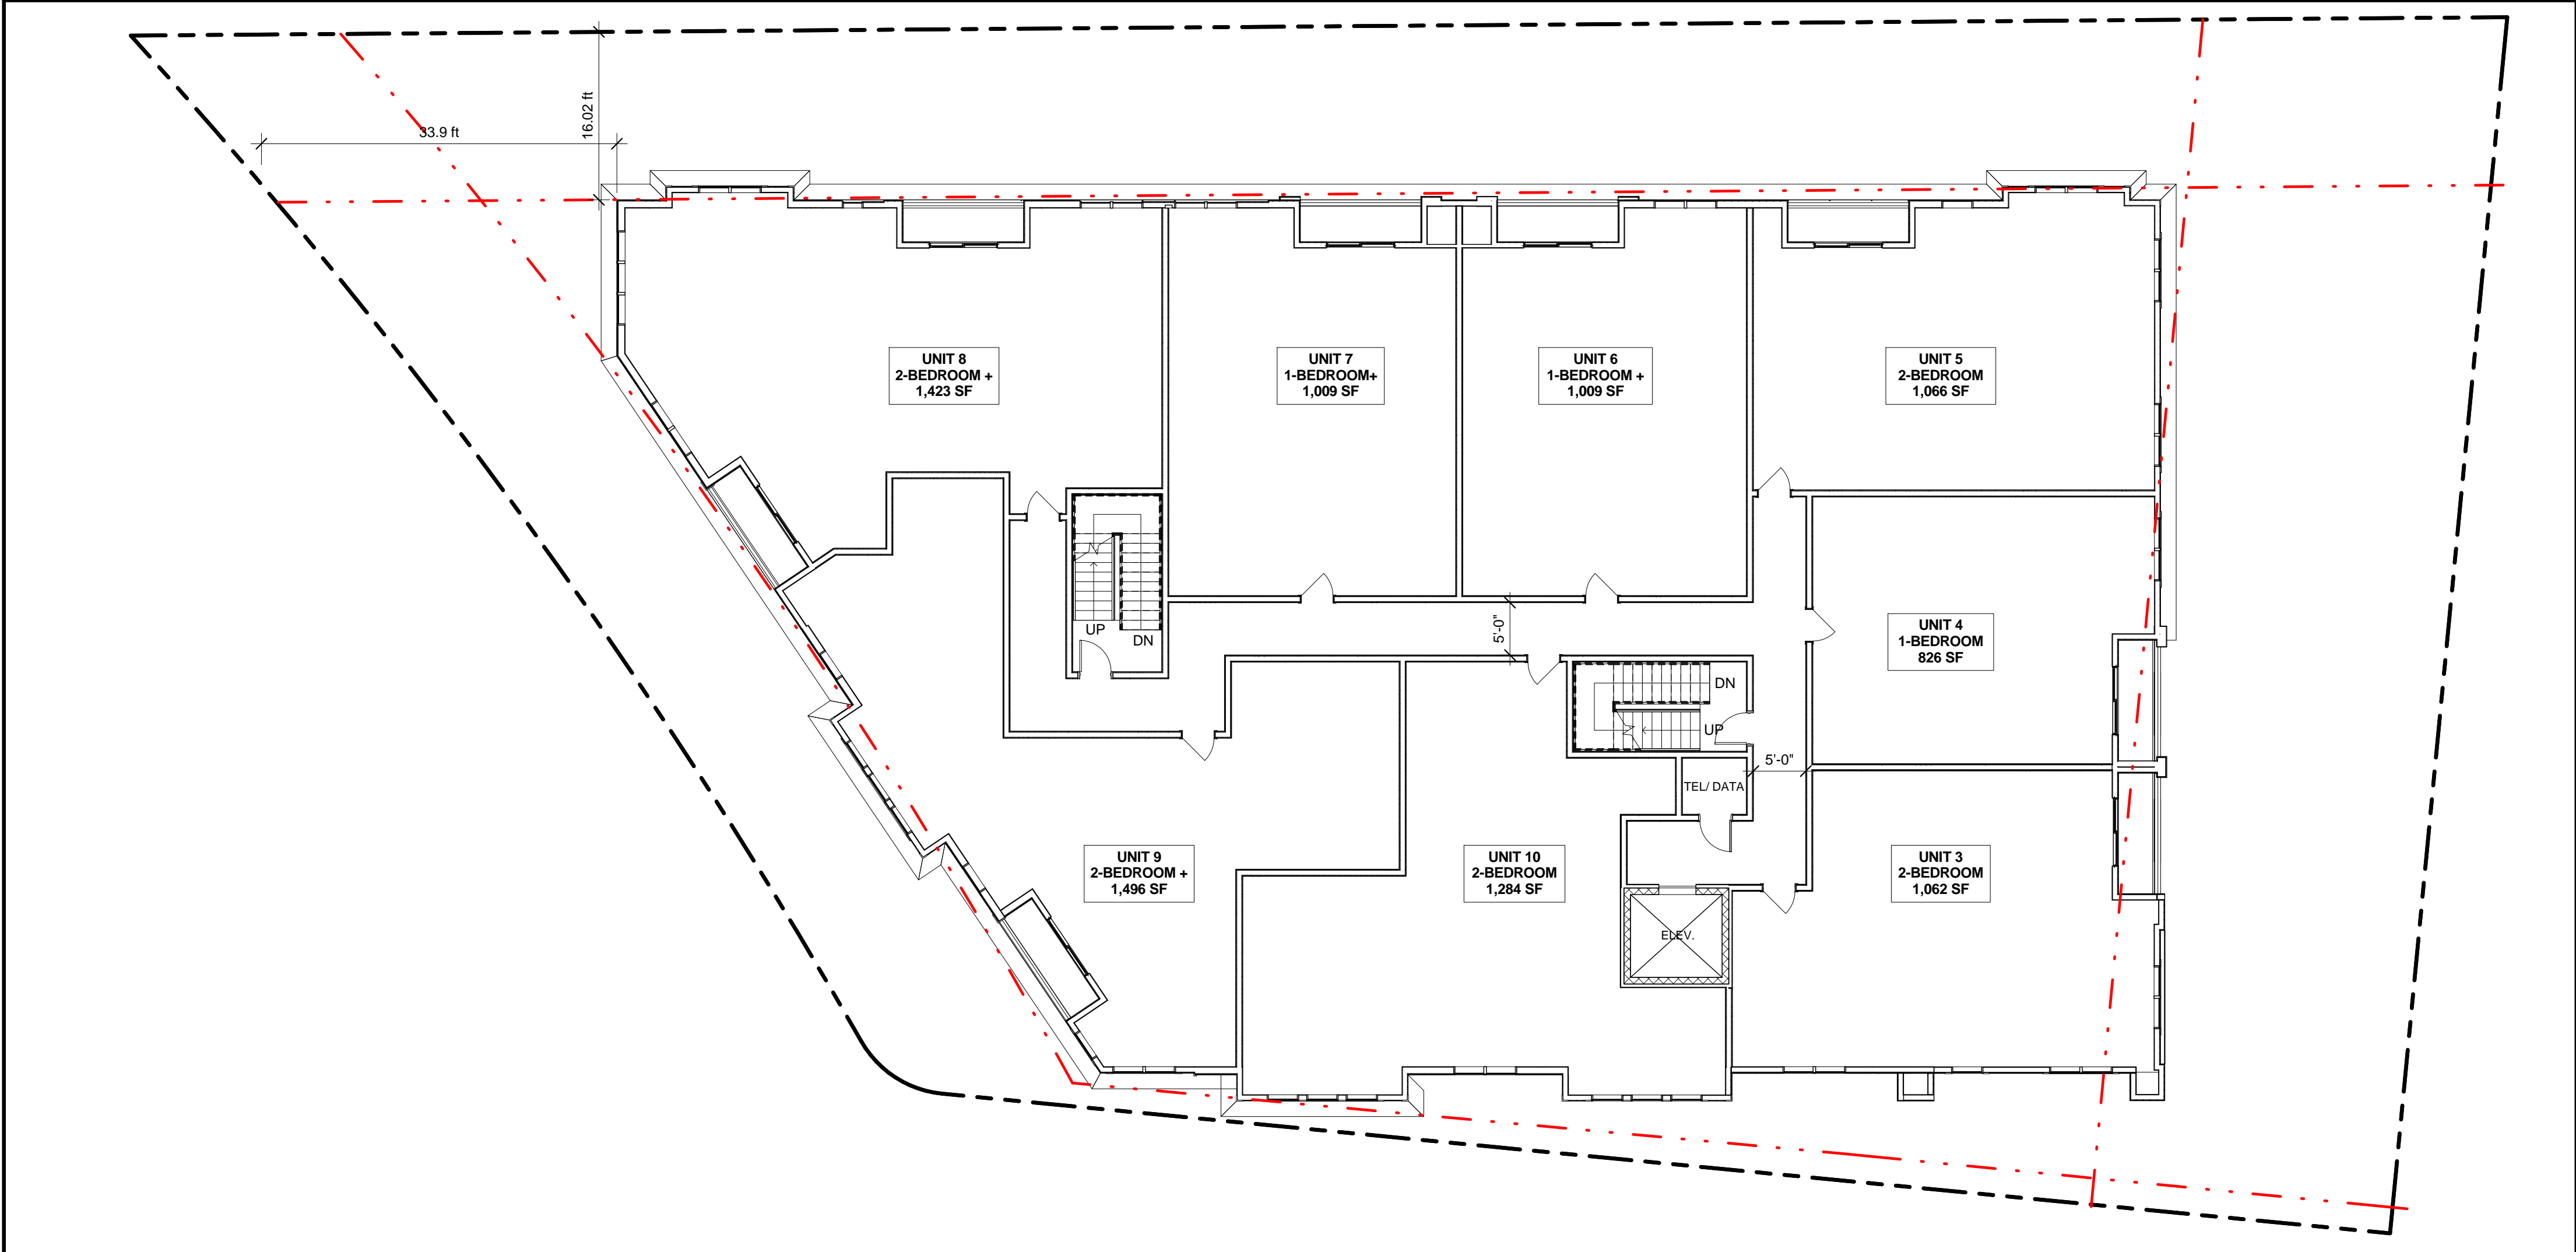 16.02 ft
33.9 ft
UNIT 8
2-BEDROOM +
1,423 SF
UNIT 7
1-BEDROOM+
1,009 SF
UNIT 6
1-BEDROOM +
1,009 SF
UNIT 5
2-BEDROOM
1,066 SF
UP
DN
5'-0"
UNIT 4
1-BEDROOM
826 SF
DN
UP
5'-0"
TEL/ DATA
UNIT 9
2-BEDROOM +
1,496 SF
UNIT 10
2-BEDROOM
1,284 SF
UNIT 3
2-BEDROOM
1,062 SF
ELEV.